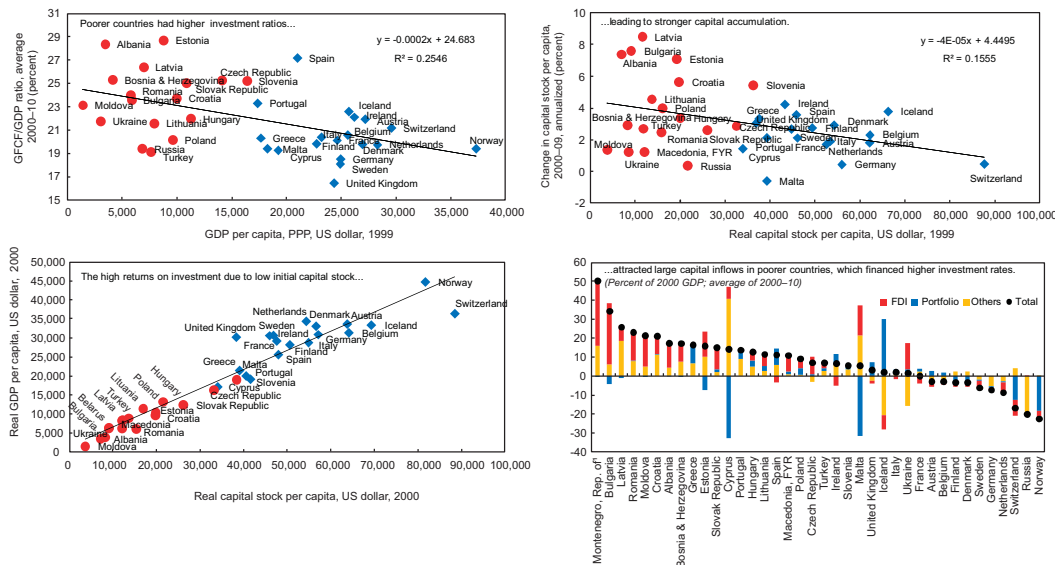 Poorer countries had higher investment ratios…
y = -0.0002x + 24.683
R² = 0.2546
GFCF/GDP ratio, average
2000–10 (percent)
31
29
27
25
23
21
19
17
15
Albania
Estonia
Spain
Latvia
Bosnia & Herzegovina
Czech Republic
Slovenia
Slovak Republic
Romania
Bulgaria
Croatia
Portugal
Iceland
Moldova
Ireland
Austria
Ukraine
Lithuania
Hungary
Switzerland
Poland
Greece
Belgium
France
Italy
Russia
Finland
Netherlands
Norway
Turkey
Cyprus
Malta
Denmark
Germany
Sweden
United Kingdom
0 5,000 10,000 15,000 20,000 25,000 30,000 35,000 40,000
GDP per capita, PPP, US dollar, 1999
…leading to stronger capital accumulation.
y = -4E-05x + 4.4495
R² = 0.1555
Change in capital stock per capita,
2000–09, annualized (percent)
10
8
6
4
2
0
-2
Latvia
Bulgaria
Albania
Estonia
Croatia
Slovenia
Lithuania
Poland
Bosnia & Herzegovina
Hungary
Greece
United Kingdom
Ireland
Spain
Iceland
Turkey
Czech Republic
Finland
Belgium
Romania
Slovak Republic
Sweden
Italy
Austria
Moldova
Macedonia, FYR
Portugal
France
Netherlands
Ukraine
Cyprus
Russia
Germany
Switzerland
Malta
0 10,000 20,000 30,000 40,000 50,000 60,000 70,000 80,000 90,000 100,000
Real capital stock per capita, US dollar, 1999
The high returns on investment due to low initial capital stock…
Real GDP per capita, US dollar, 2000
50,000
45,000
40,000
35,000
30,000
25,000
20,000
15,000
10,000
5,000
0
Norway
Switzerland
Netherlands
Denmark
Austria
United Kingdom
Sweden
Iceland
Ireland
Belgium
France
Germany
Italy
Finland
Spain
Greece
Malta
Portugal
Slovenia
Cyprus
Czech Republic
Slovak Republic
Hungary
Poland
Lithuania
Turkey
Latvia
Belarus
Bulgaria
Estonia
Croatia
Macedonia
Romania
Ukraine
Albania
Moldova
0 10,000 20,000 30,000 40,000 50,000 60,000 70,000 80,000 90,000 100,000
Real capital stock per capita, US dollar, 2000
…attracted large capital inflows in poorer countries, which financed higher investment rates.
(Percent of 2000 GDP; average of 2000–10)
FDI Portfolio Others Total
60
50
40
30
20
10
0
-10
-20
-30
-40
Montenegro, Rep. of
Bulgaria
Latvia
Romania
Moldova
Croatia
Albania
Bosnia & Herzegovina
Greece
Estonia
Slovak Republic
Cyprus
Portugal
Hungary
Lithuania
Spain
Macedonia, FYR
Poland
Czech Republic
Turkey
Ireland
Slovenia
Malta
United Kingdom
Iceland
Italy
Ukraine
France
Austria
Belgium
Finland
Denmark
Sweden
Germany
Netherlands
Switzerland
Russia
Norway